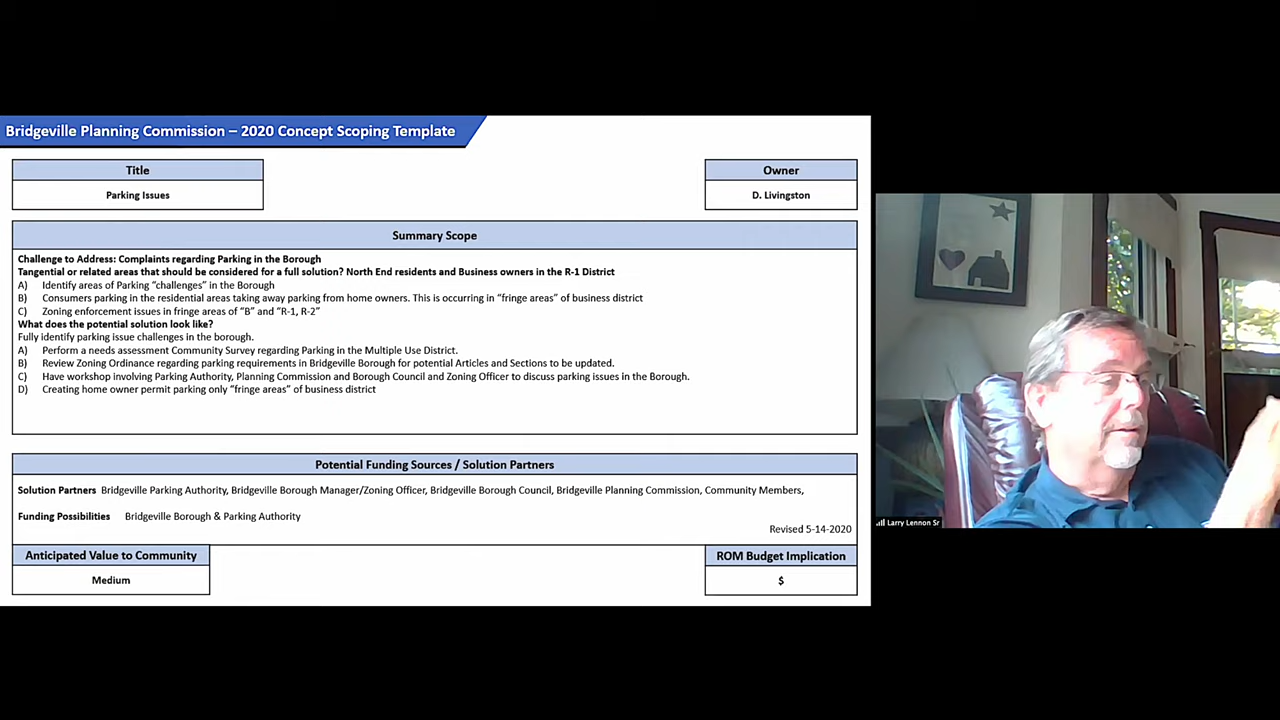 Bridgeville Planning Commission – 2020 Concept Scoping Template
Title
Parking Issues
Owner
D. Livingston
Summary Scope
Challenge to Address: Complaints regarding Parking in the Borough
Tangential or related areas that should be considered for a full solution? North End residents and Business owners in the R-1 District
A) Identify areas of Parking “challenges” in the Borough
B) Consumers parking in the residential areas taking away parking from home owners. This is occurring in “fringe areas” of business district
C) Zoning enforcement issues in fringe areas of “B” and “R-1, R-2”
What does the potential solution look like?
Fully identify parking issue challenges in the borough.
A) Perform a needs assessment Community Survey regarding Parking in the Multiple Use District.
B) Review Zoning Ordinance regarding parking requirements in Bridgeville Borough for potential Articles and Sections to be updated.
C) Have workshop involving Parking Authority, Planning Commission and Borough Council and Zoning Officer to discuss parking issues in the Borough.
D) Creating home owner permit parking only “fringe areas” of business district
Potential Funding Sources / Solution Partners
Solution Partners Bridgeville Parking Authority, Bridgeville Borough Manager/Zoning Officer, Bridgeville Borough Council, Bridgeville Planning Commission, Community Members,
Funding Possibilities Bridgeville Borough & Parking Authority
Revised 5-14-2020
Anticipated Value to Community
Medium
ROM Budget Implication
$
Larry Lennon Sr